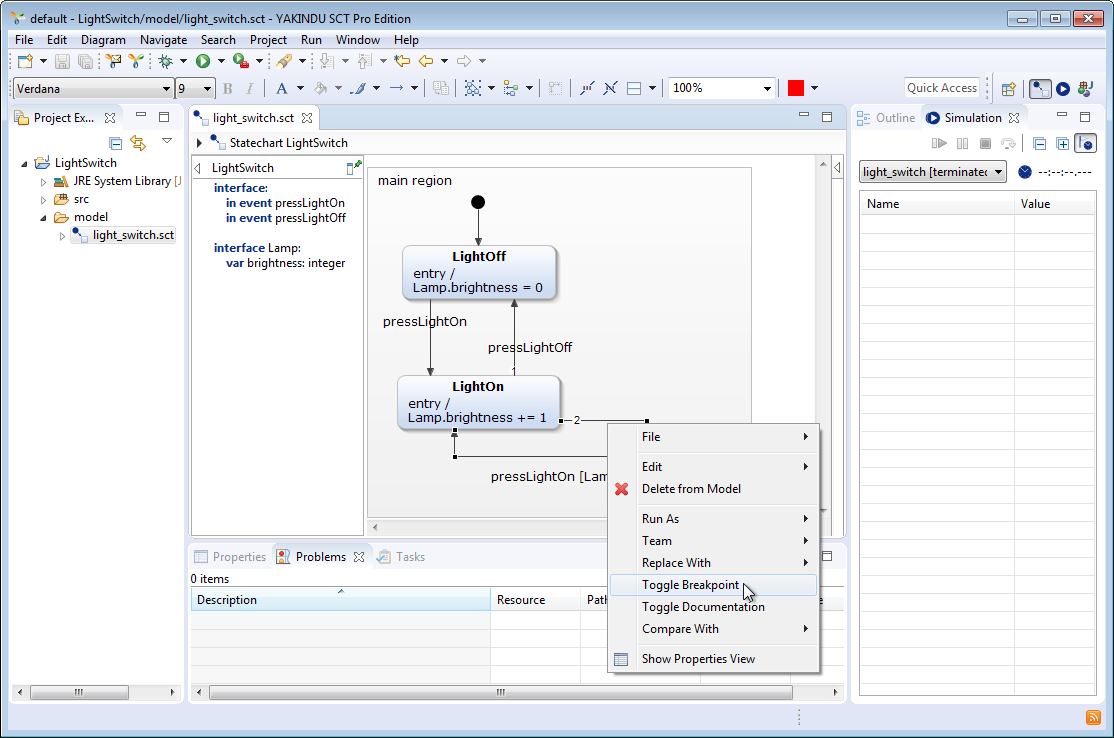 default - LightSwitch/model/light_switch.sct - YAKINDU SCT Pro Edition
File Edit Diagram Navigate Search Project Run Window Help
Verdana 9 B I A 100% Quick Access
Project Ex...
LightSwitch
JRE System Library [J
src
model
light_switch.sct
light_switch.sct
Statechart LightSwitch
LightSwitch
interface:
in event pressLightOn
in event pressLightOff
interface Lamp:
var brightness: integer
main region
LightOff
entry /
Lamp.brightness = 0
pressLightOn
pressLightOff
1
LightOn
entry /
Lamp.brightness += 1
2
pressLightOn [Lam
File
Edit
Delete from Model
Run As
Team
Replace With
Toggle Breakpoint
Toggle Documentation
Compare With
Show Properties View
Properties Problems Tasks
0 items
Description Resource Path
Outline Simulation
light_switch [terminated --:--:--.---
Name Value